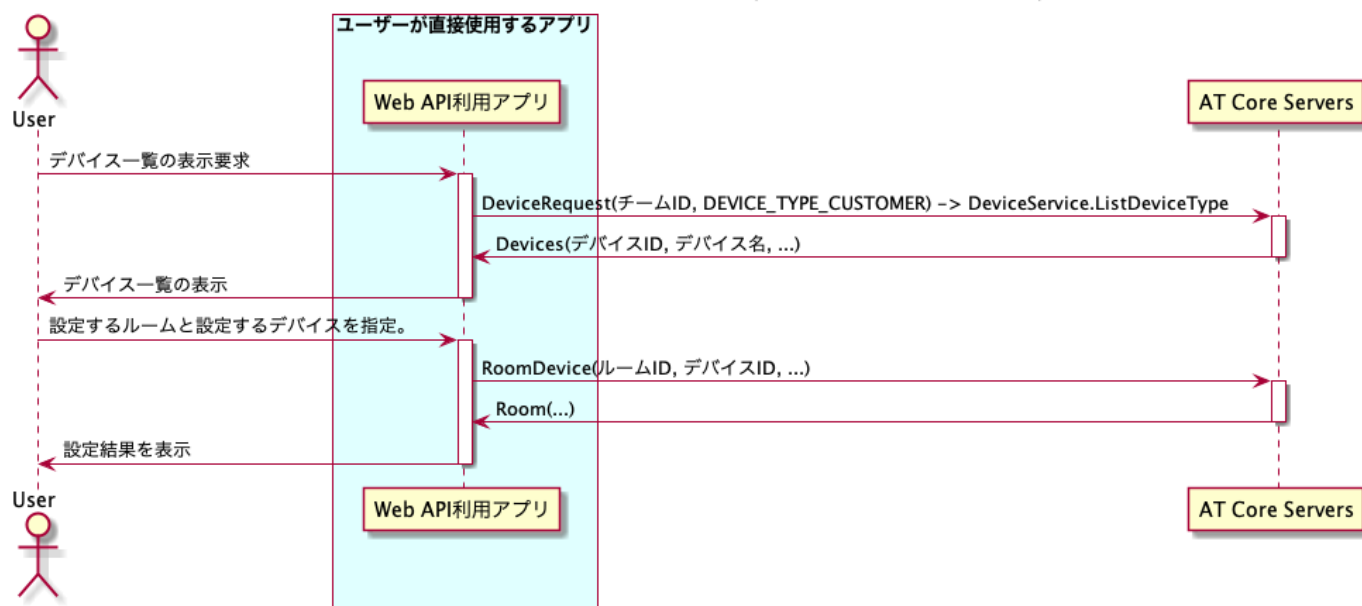 ユーザーが直接使用するアプリ
User
Web API利用アプリ
AT Core Servers
デバイス一覧の表示要求
DeviceRequest(チームID, DEVICE_TYPE_CUSTOMER) -> DeviceService.ListDeviceType
Devices(デバイスID, デバイス名, ...)
デバイス一覧の表示
設定するルームと設定するデバイスを指定。
RoomDevice(ルームID, デバイスID, ...)
Room(...)
設定結果を表示
User
Web API利用アプリ
AT Core Servers